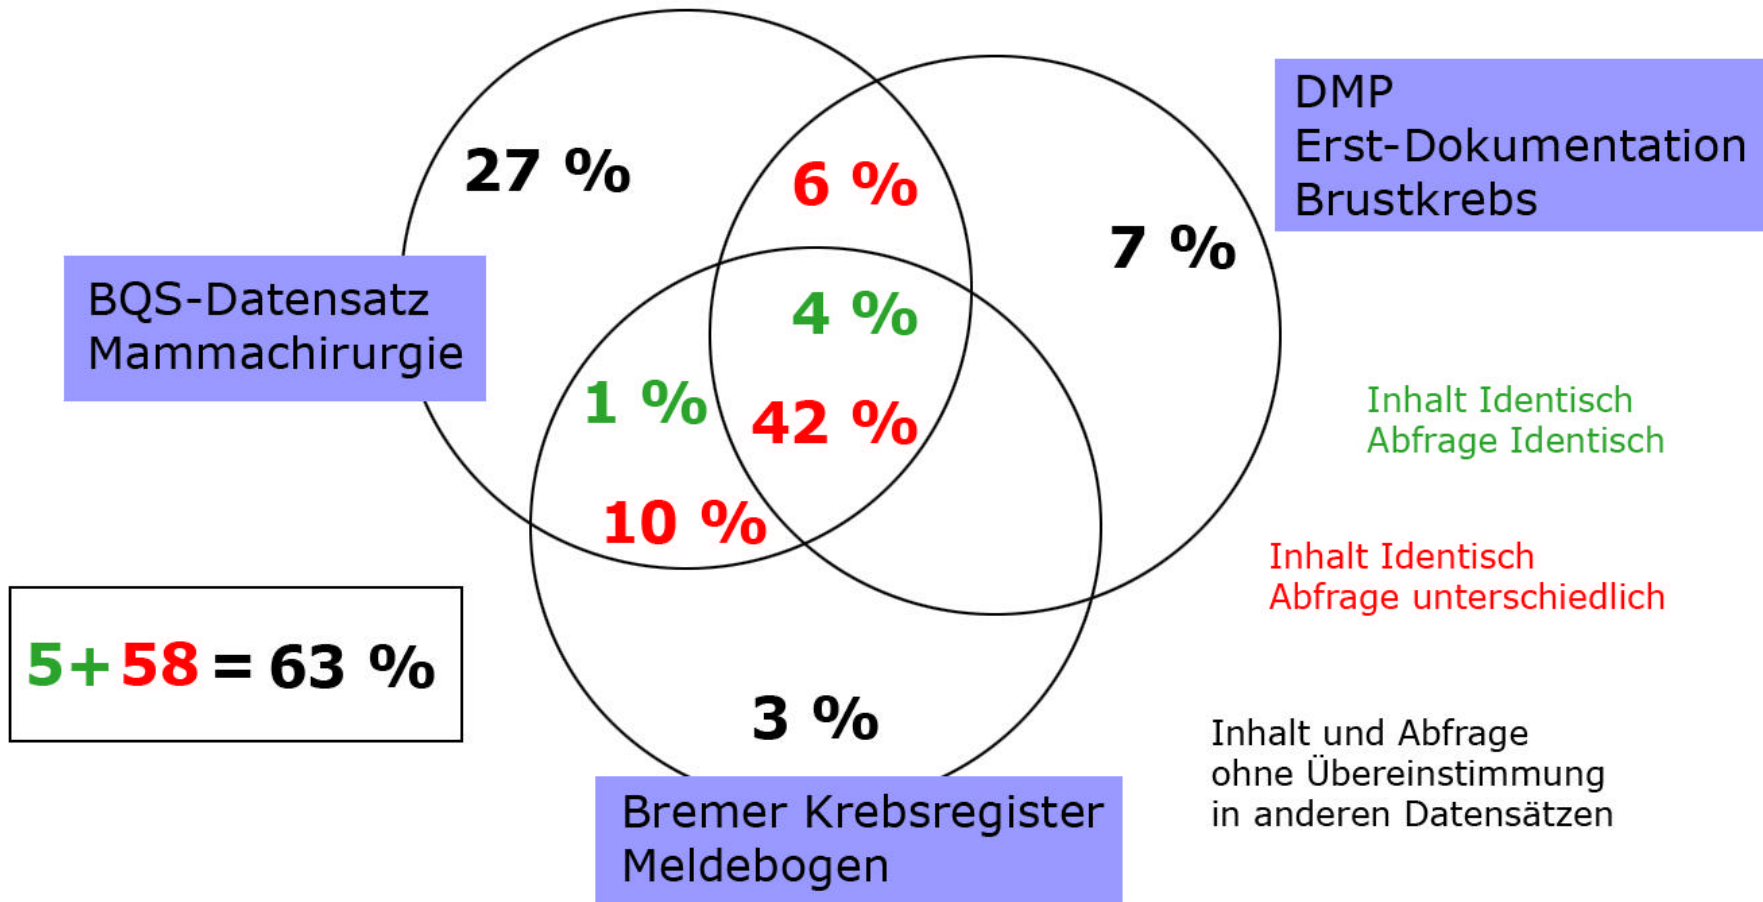 27 %
6 %
7 %
DMP
Erst-Dokumentation
Brustkrebs
BQS-Datensatz
Mammachirurgie
4 %
1 %
42 %
10 %
Inhalt Identisch
Abfrage Identisch
Inhalt Identisch
Abfrage unterschiedlich
5+ 58 = 63 %
3 %
Inhalt und Abfrage
ohne Übereinstimmung
in anderen Datensätzen
Bremer Krebsregister
Meldebogen